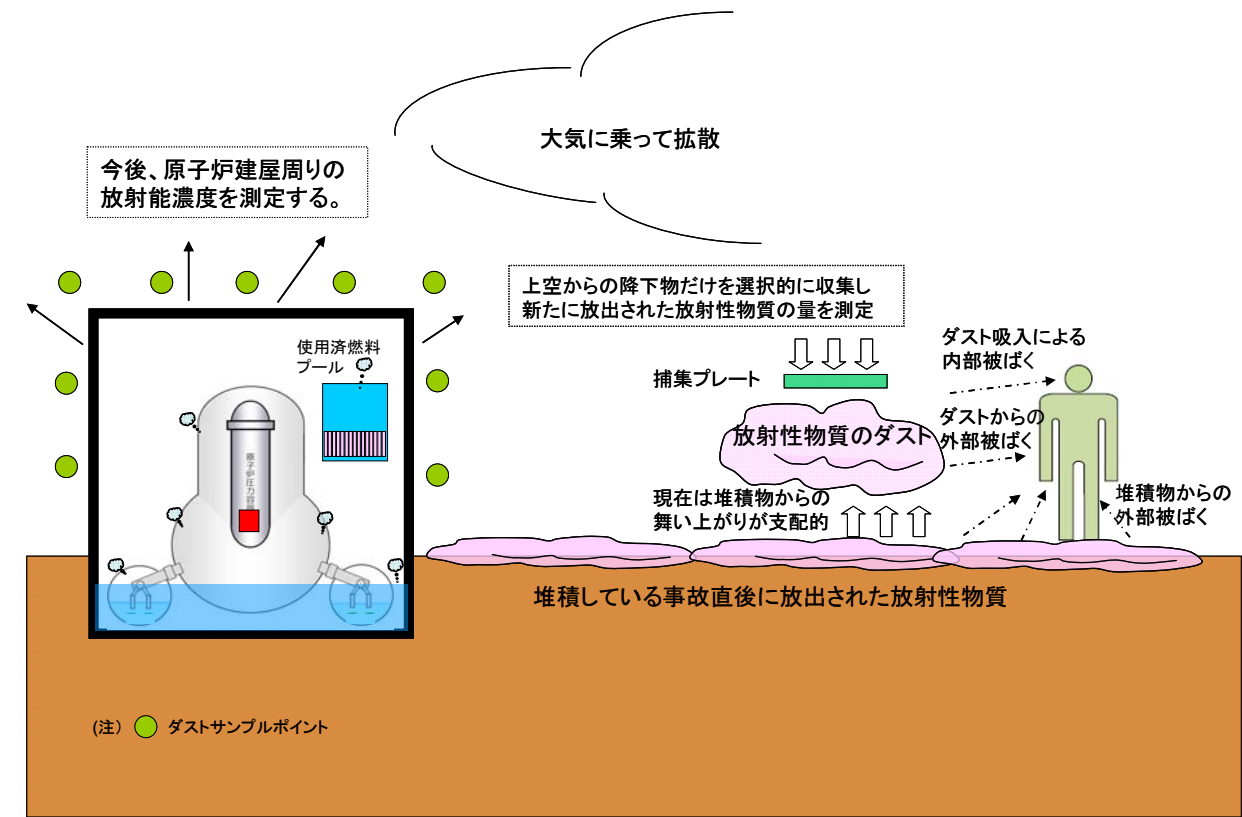 大気に乗って拡散
今後、原子炉建屋周りの
放射能濃度を測定する。
上空からの降下物だけを選択的に収集し
新たに放出された放射性物質の量を測定
使用済燃料
プール
原子炉圧力容器
捕集プレート
ダスト吸入による
内部被ばく
放射性物質のダスト
ダストからの
外部被ばく
現在は堆積物からの
舞い上がりが支配的
堆積物からの
外部被ばく
堆積している事故直後に放出された放射性物質
(注) ダストサンプルポイント